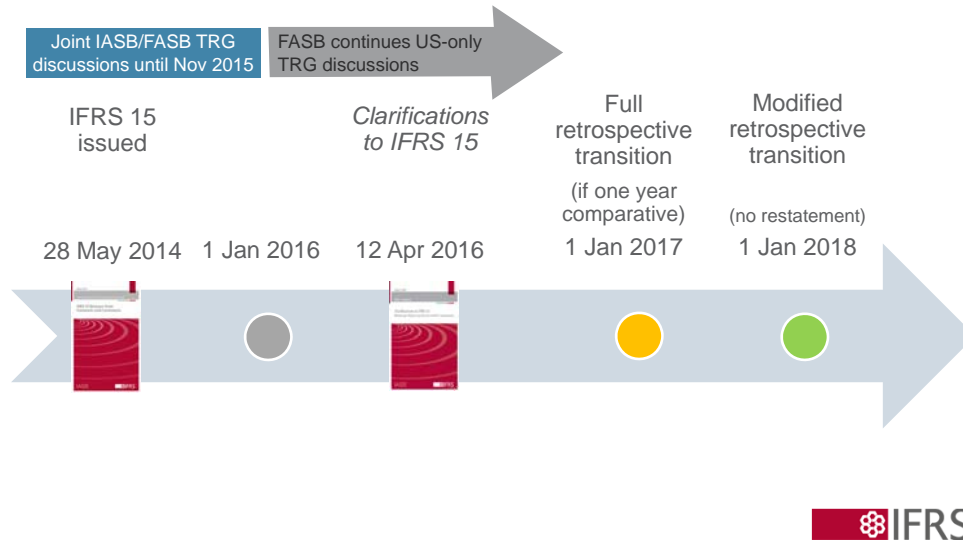 Joint IASB/FASB TRG
discussions until Nov 2015
FASB continues US-only
TRG discussions
IFRS 15
issued
Clarifications
to IFRS 15
Full
retrospective
transition
(if one year
comparative)
Modified
retrospective
transition
(no restatement)
28 May 2014
1 Jan 2016
12 Apr 2016
1 Jan 2017
1 Jan 2018
IFRS